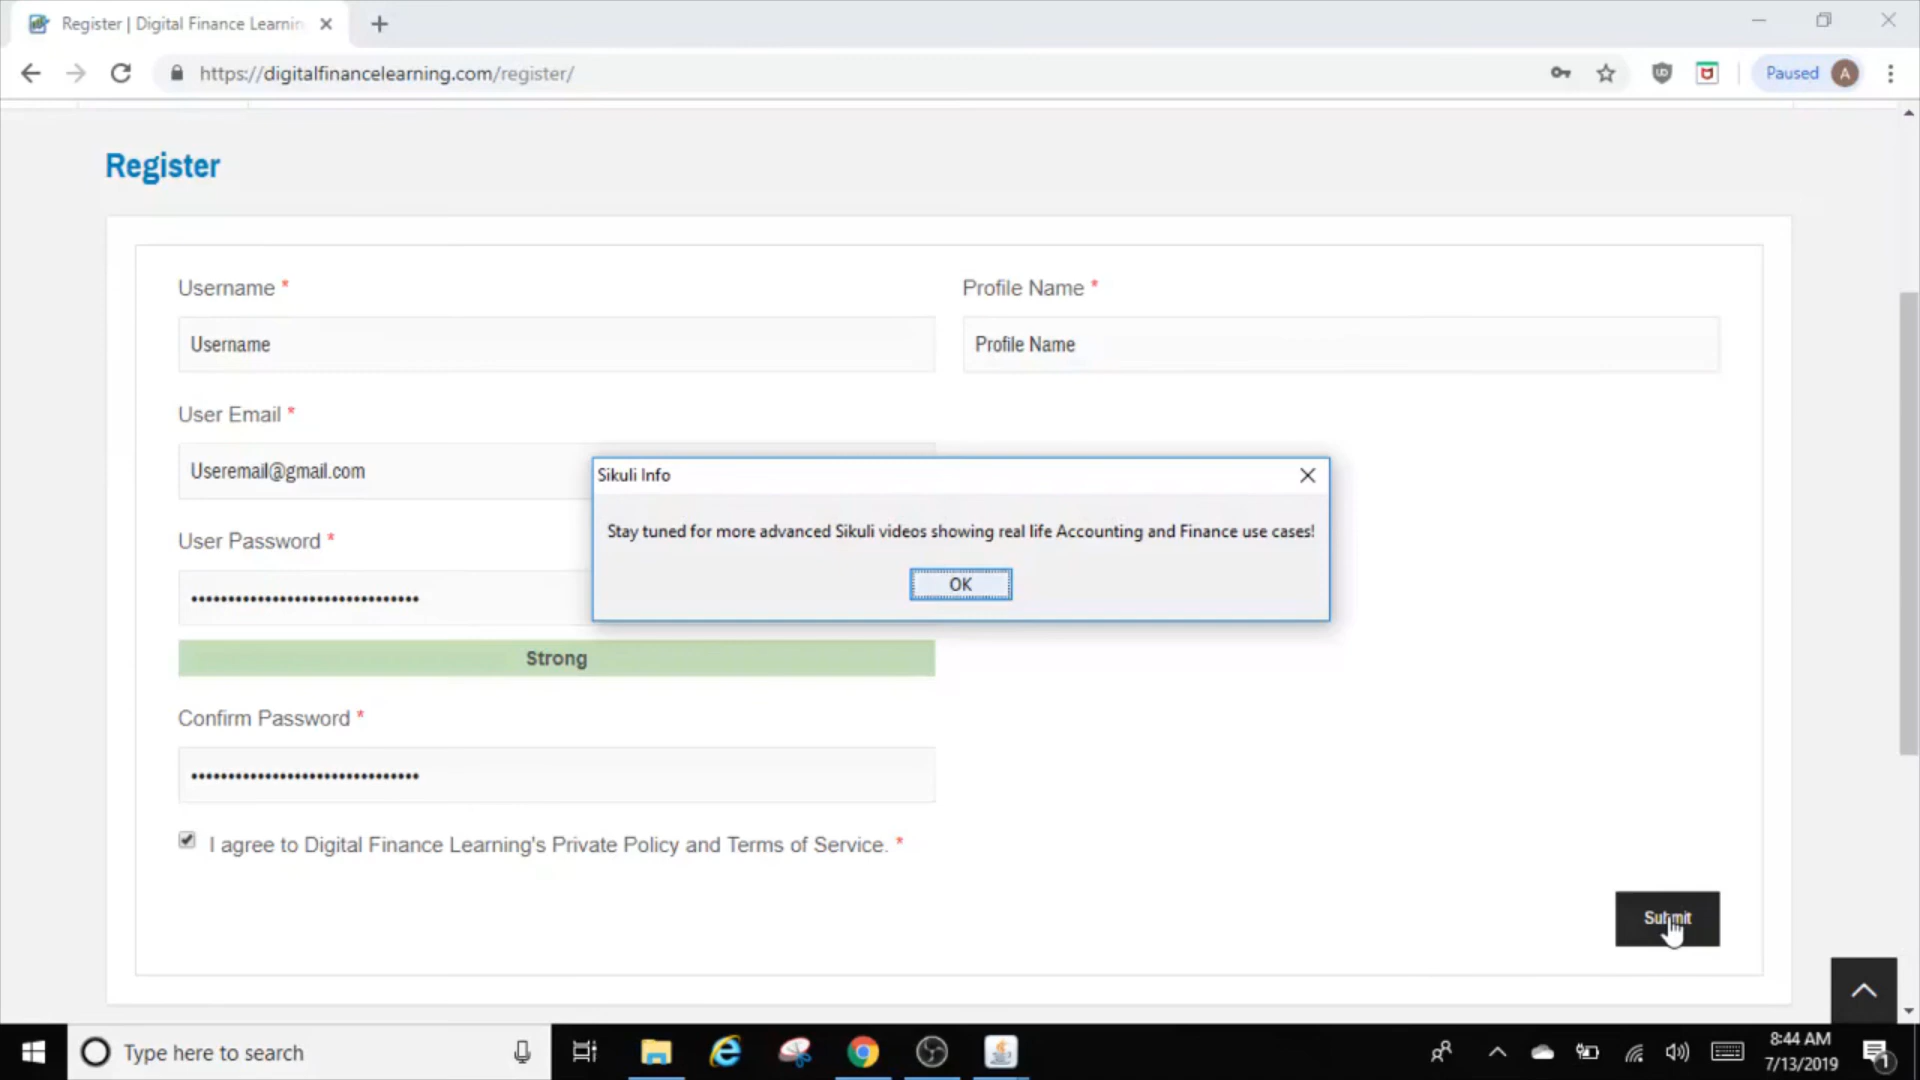 Register | Digital Finance Learnin
https://digitalfinancelearning.com/register/
Paused A
Register
Username *
Profile Name *
Username
Profile Name
User Email *
Useremail@gmail.com
Sikuli Info
Stay tuned for more advanced Sikuli videos showing real life Accounting and Finance use cases!
OK
User Password *
•••••••••••••••••••••••••••••••
Strong
Confirm Password *
•••••••••••••••••••••••••••••••
I agree to Digital Finance Learning's Private Policy and Terms of Service. *
Submit
Type here to search
8:44 AM
7/13/2019
1